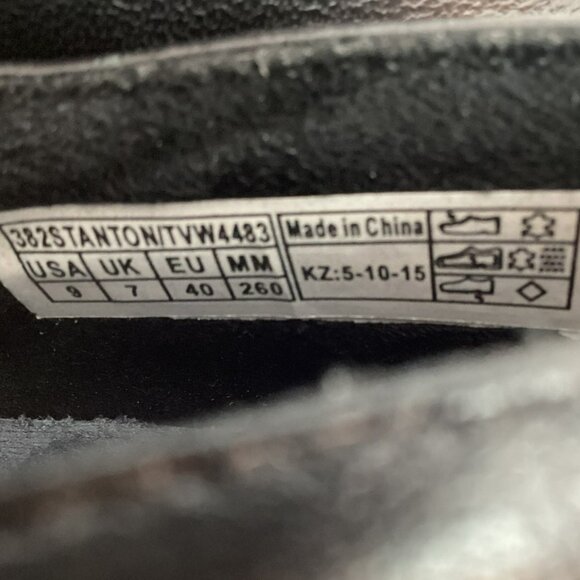 382STANTON/TVW4483 Made in China
USA UK EU MM
KZ:5-10-15
9 7 40 260